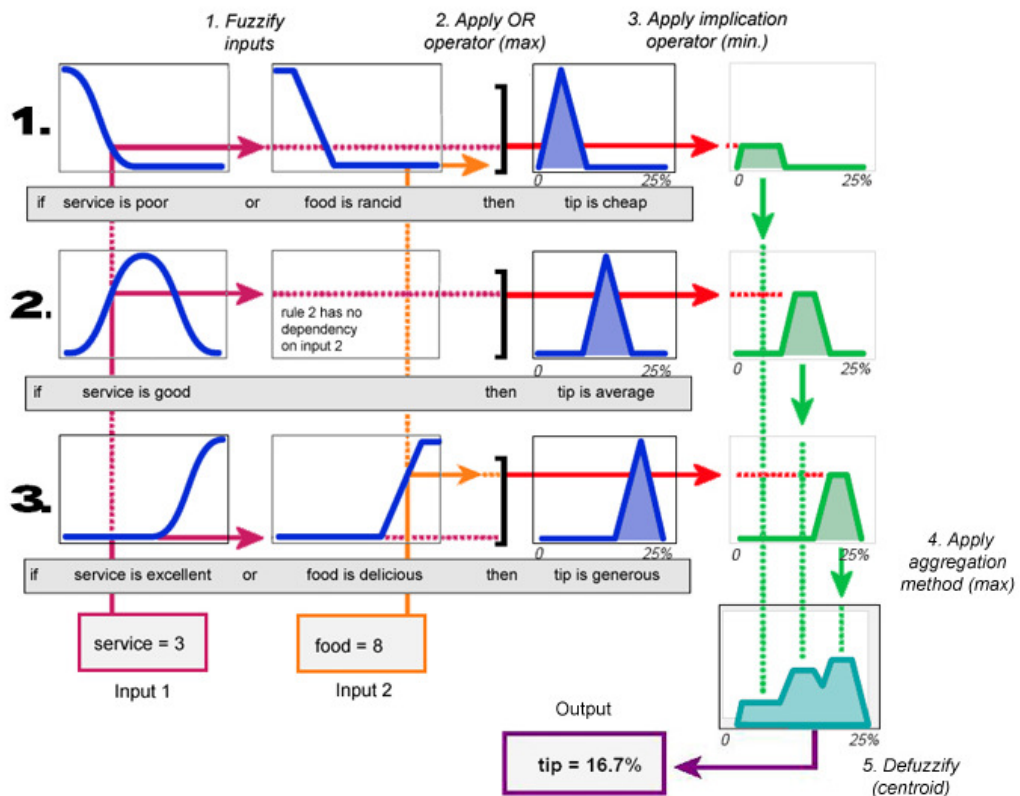 1. Fuzzify
inputs
2. Apply OR
operator (max)
3. Apply implication
operator (min.)
1.
0 25%
0 25%
if service is poor or food is rancid then tip is cheap
2.
rule 2 has no
dependency
on input 2
0 25%
0 25%
if service is good then tip is average
3.
0 25%
0 25%
if service is excellent or food is delicious then tip is generous
4. Apply
aggregation
method (max)
service = 3
food = 8
Input 1
Input 2
Output
0 25%
tip = 16.7%
5. Defuzzify
(centroid)